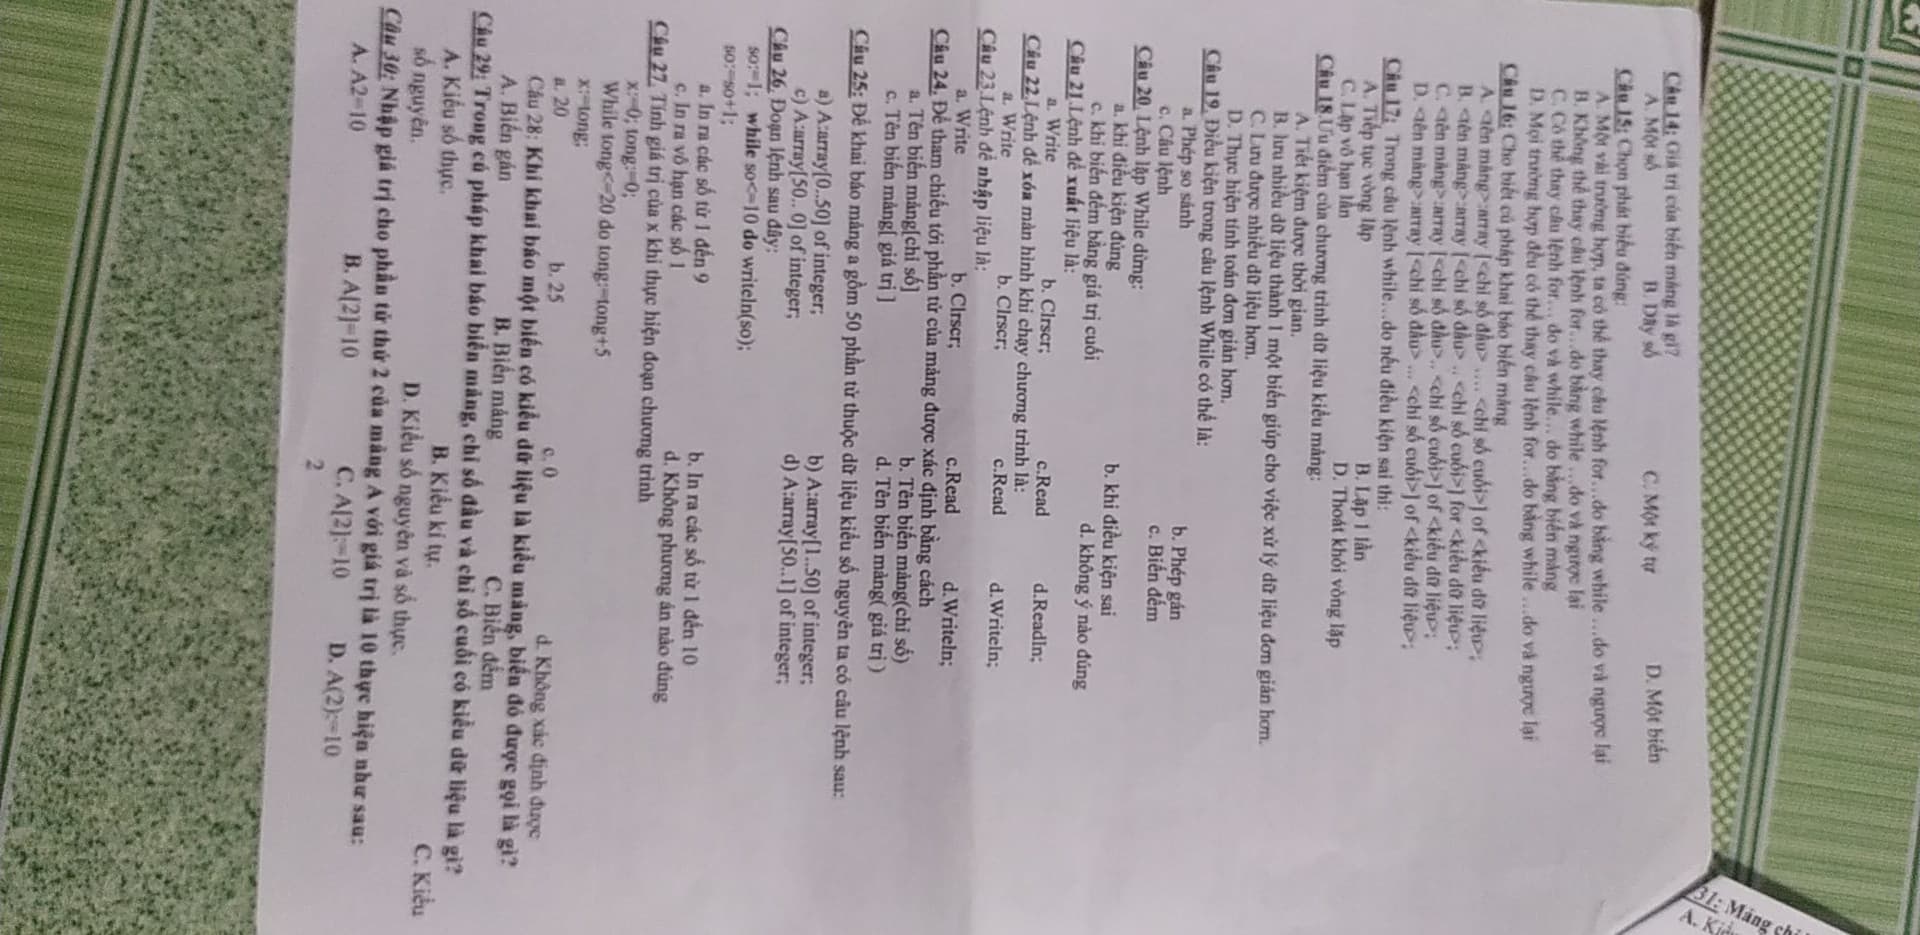 31: Mảng chỉ
A. Kiể
Câu 14: Giá trị của biến mảng là gì?
A. Một số B. Dãy số C. Một ký tự D. Một biến
Câu 15: Chọn phát biểu đúng:
A. Một vài trường hợp, ta có thể thay câu lệnh for…do bằng while …do và ngược lại
B. Không thể thay câu lệnh for…do bằng while …do và ngược lại
C. Có thể thay câu lệnh for… do và while… do bằng biến mảng
D. Mọi trường hợp đều có thể thay câu lệnh for…do bằng while …do và ngược lại
Câu 16: Cho biết cú pháp khai báo biến mảng
A. <tên mảng>:array [<chỉ số đầu> .... <chỉ số cuối>] of <kiểu dữ liệu>;
B. <tên mảng>:array [<chỉ số đầu> .. <chỉ số cuối>] for <kiểu dữ liệu>;
C. <tên mảng>:array [<chỉ số đầu>.. <chỉ số cuối>] of <kiểu dữ liệu>;
D. <tên mảng>:array [<chỉ số đầu> ... <chỉ số cuối>] of <kiểu dữ liệu>;
Câu 17: Trong câu lệnh while…do nếu điều kiện sai thì:
A. Tiếp tục vòng lặp B. Lặp 1 lần
C. Lặp vô hạn lần D. Thoát khỏi vòng lặp
Câu 18.Ưu điểm của chương trình dữ liệu kiểu mảng:
A. Tiết kiệm được thời gian.
B. lưu nhiều dữ liệu thành 1 một biến giúp cho việc xử lý dữ liệu đơn giản hơn.
C. Lưu được nhiều dữ liệu hơn.
D. Thực hiện tính toán đơn giản hơn.
Câu 19. Điều kiện trong câu lệnh While có thể là:
a. Phép so sánh b. Phép gán
c. Câu lệnh c. Biến đếm
Câu 20. Lệnh lặp While dừng:
a. khi điều kiện đúng b. khi điều kiện sai
c. khi biến đếm bằng giá trị cuối d. không ý nào đúng
Câu 21.Lệnh để xuất liệu là:
a. Write b. Clrscr; c.Read d.Readln;
Câu 22.Lệnh để xóa màn hình khi chạy chương trình là:
a. Write b. Clrscr; c.Read d.Writeln;
Câu 23.Lệnh để nhập liệu là:
a. Write b. Clrscr; c.Read d.Writeln;
Câu 24. Để tham chiếu tới phần tử của mảng được xác định bằng cách
a. Tên biến mảng[chỉ số] b. Tên biến mảng(chỉ số)
c. Tên biến mảng[ giá trị ] d. Tên biến mảng( giá trị )
Câu 25: Để khai báo mảng a gồm 50 phần tử thuộc dữ liệu kiểu số nguyên ta có câu lệnh sau:
a) A:array[0..50] of integer; b) A:array[1..50] of integer;
c) A:array[50.. 0] of integer; d) A:array[50..1] of integer;
Câu 26. Đoạn lệnh sau đây:
so:=1; while so<=10 do writeln(so);
so:=so+1;
a. In ra các số từ 1 đến 9 b. In ra các số từ 1 đến 10
c. In ra vô hạn các số 1 d. Không phương án nào đúng
Câu 27. Tính giá trị của x khi thực hiện đoạn chương trình
x:=0; tong:=0;
While tong<=20 do tong:=tong+5
x:=tong;
a. 20 b. 25 c. 0 d. Không xác định được
Câu 28: Khi khai báo một biến có kiểu dữ liệu là kiểu mảng, biến đó được gọi là gì?
A. Biến gán B. Biến mảng C. Biến đếm
Câu 29: Trong cú pháp khai báo biến mảng, chỉ số đầu và chỉ số cuối có kiểu dữ liệu là gì?
A. Kiểu số thực. B. Kiểu kí tự. C. Kiểu
số nguyên. D. Kiểu số nguyên và số thực.
Câu 30: Nhập giá trị cho phần tử thứ 2 của mảng A với giá trị là 10 thực hiện như sau:
A. A2=10 B. A[2]=10 C. A[2]:=10 D. A(2):=10
2